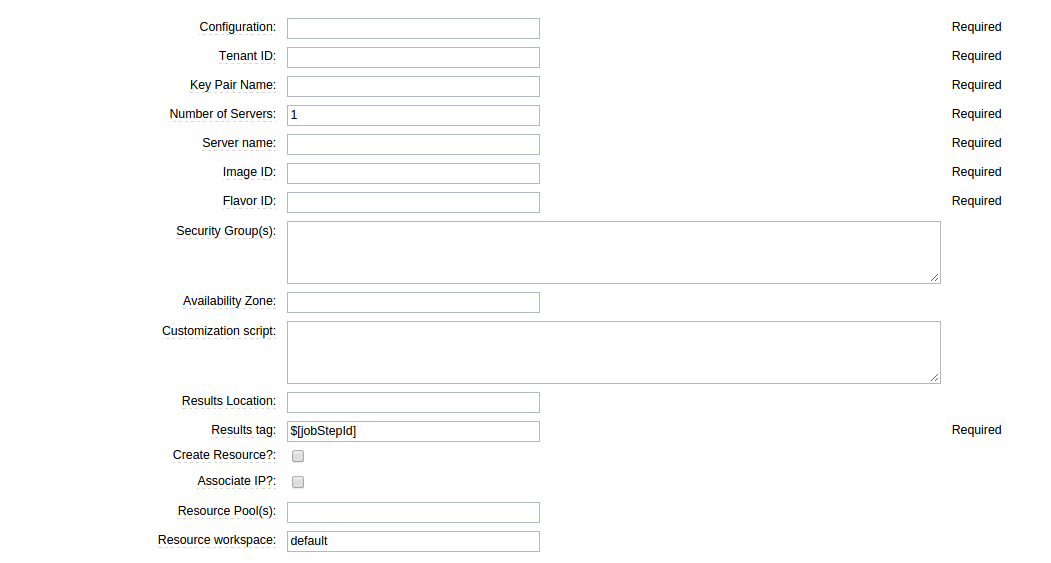 Configuration: Required
Tenant ID: Required
Key Pair Name: Required
Number of Servers: 1 Required
Server name: Required
Image ID: Required
Flavor ID: Required
Security Group(s):
Availability Zone:
Customization script:
Results Location:
Results tag: $[jobStepId] Required
Create Resource?:
Associate IP?:
Resource Pool(s):
Resource workspace: default